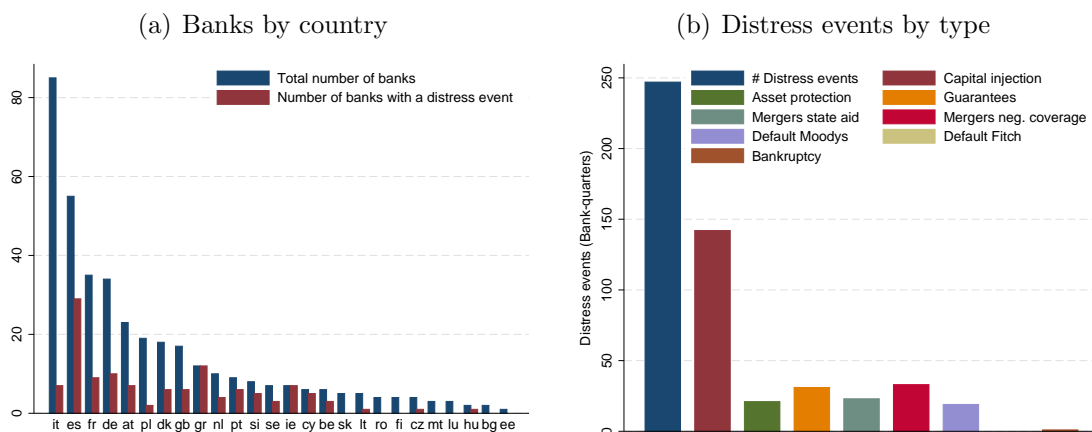 (a) Banks by country
Total number of banks
Number of banks with a distress event
80
60
40
20
0
it es fr de at pl dk gb gr nl pt si se ie cy be sk lt ro fi cz mt lu hu bg ee
(b) Distress events by type
# Distress events
Capital injection
Asset protection
Guarantees
Mergers state aid
Mergers neg. coverage
Default Moodys
Default Fitch
Bankruptcy
Distress events (Bank-quarters)
250
200
150
100
50
0